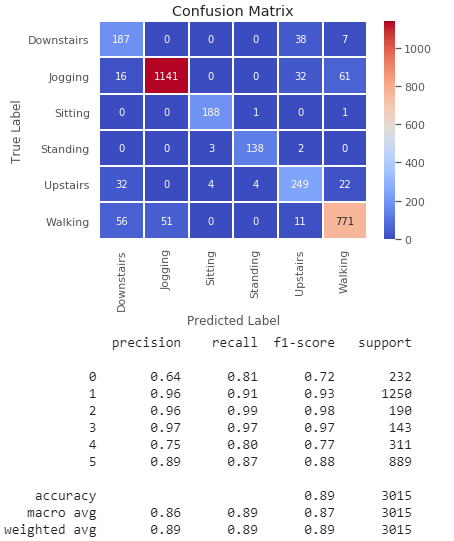 Confusion Matrix
True Label
Downstairs 187 0 0 0 38 7
Jogging 16 1141 0 0 32 61
Sitting 0 0 188 1 0 1
Standing 0 0 3 138 2 0
Upstairs 32 0 4 4 249 22
Walking 56 51 0 0 11 771
Downstairs Jogging Sitting Standing Upstairs Walking
Predicted Label
1000
800
600
400
200
0
precision recall f1-score support
0 0.64 0.81 0.72 232
1 0.96 0.91 0.93 1250
2 0.96 0.99 0.98 190
3 0.97 0.97 0.97 143
4 0.75 0.80 0.77 311
5 0.89 0.87 0.88 889
accuracy 0.89 3015
macro avg 0.86 0.89 0.87 3015
weighted avg 0.89 0.89 0.89 3015